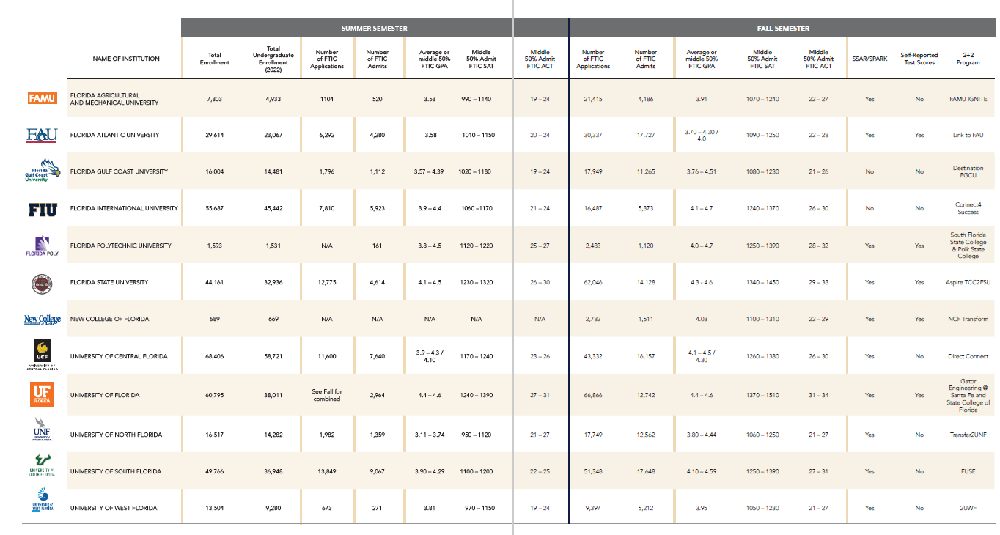 SUMMER SEMESTER FALL SEMESTER
NAME OF INSTITUTION Total Enrollment Total Undergraduate Enrollment (2022) Number of FTIC Applications Number of FTIC Admits Average or middle 50% FTIC GPA Middle 50% Admit FTIC SAT Middle 50% Admit FTIC ACT Number of FTIC Applications Number of FTIC Admits Average or middle 50% FTIC GPA Middle 50% Admit FTIC SAT Middle 50% Admit FTIC ACT SSAR/SPARK Self-Reported Test Scores 2+2 Program
FAMU FLORIDA AGRICULTURAL AND MECHANICAL UNIVERSITY 7,803 4,933 1104 520 3.53 990 – 1140 19 – 24 21,415 4,186 3.91 1070 – 1240 22 – 27 Yes No FAMU IGNITE
FAU FLORIDA ATLANTIC UNIVERSITY 29,614 23,067 6,292 4,280 3.58 1010 – 1150 20 – 24 30,337 17,727 3.70 – 4.30 / 4.0 1090 – 1250 22 – 28 Yes Yes Link to FAU
Florida Gulf Coast University FLORIDA GULF COAST UNIVERSITY 16,004 14,481 1,796 1,112 3.57 – 4.39 1020 – 1180 19 – 24 17,949 11,265 3.76 – 4.51 1080 – 1230 21 – 26 No No Destination FGCU
FIU FLORIDA INTERNATIONAL UNIVERSITY 55,687 45,442 7,810 5,923 3.9 – 4.4 1060 –1170 21 – 24 16,487 5,373 4.1 – 4.7 1240 – 1370 26 – 30 No No Connect4 Success
FLORIDA POLY FLORIDA POLYTECHNIC UNIVERSITY 1,593 1,531 N/A 161 3.8 – 4.5 1120 – 1220 25 – 27 2,483 1,120 4.0 – 4.7 1250 – 1390 28 – 32 Yes Yes South Florida State College & Polk State College
FLORIDA STATE UNIVERSITY 44,161 32,936 12,775 4,614 4.1 – 4.5 1230 – 1320 26 – 30 62,046 14,128 4.3 - 4.6 1340 – 1450 29 – 33 Yes Yes Aspire TCC2FSU
New College of Florida NEW COLLEGE OF FLORIDA 689 669 N/A N/A N/A N/A N/A 2,782 1,511 4.03 1100 – 1310 22 – 29 Yes Yes NCF Transform
UCF UNIVERSITY OF CENTRAL FLORIDA UNIVERSITY OF CENTRAL FLORIDA 68,406 58,721 11,600 7,640 3.9 – 4.3 / 4.10 1170 – 1240 23 – 26 43,332 16,157 4.1 – 4.5 / 4.30 1260 – 1380 26 – 30 Yes No Direct Connect
UF UNIVERSITY of FLORIDA UNIVERSITY OF FLORIDA 60,795 38,011 See Fall for combined 2,964 4.4 – 4.6 1240 – 1390 27 – 31 66,866 12,742 4.4 – 4.6 1370 – 1510 31 – 34 Yes Yes Gator Engineering @ Santa Fe and State College of Florida
UNF UNIVERSITY of NORTH FLORIDA UNIVERSITY OF NORTH FLORIDA 16,517 14,282 1,982 1,359 3.11 – 3.74 950 – 1120 21 – 27 17,749 12,562 3.80 – 4.44 1060 – 1250 21 – 27 Yes No Transfer2UNF
UNIVERSITY of SOUTH FLORIDA UNIVERSITY OF SOUTH FLORIDA 49,766 36,948 13,849 9,067 3.90 – 4.29 1100 – 1200 22 – 25 51,348 17,648 4.10 – 4.59 1250 – 1390 27 – 31 Yes No FUSE
UNIVERSITY of WEST FLORIDA UNIVERSITY OF WEST FLORIDA 13,504 9,280 673 271 3.81 970 – 1150 19 – 24 9,397 5,212 3.95 1050 – 1230 21 – 27 Yes No 2UWF